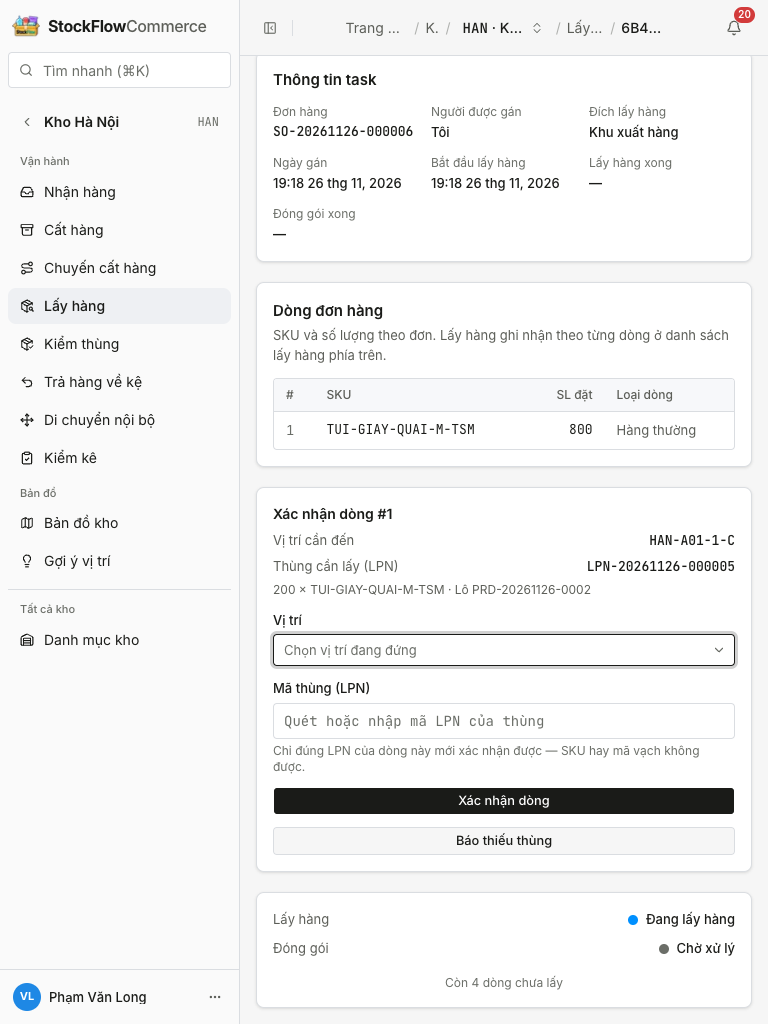 StockFlowCommerce
Tìm nhanh (⌘K)
Kho Hà Nội HAN
Vận hành
Nhận hàng
Cất hàng
Chuyến cất hàng
Lấy hàng
Kiểm thùng
Trả hàng về kệ
Di chuyển nội bộ
Kiểm kê
Bản đồ
Bản đồ kho
Gợi ý vị trí
Tất cả kho
Danh mục kho
VL Phạm Văn Long ...
Trang ... / K. / HAN · K... / Lấy... / 6B4...
20
Thông tin task
Đơn hàng Người được gán Đích lấy hàng
SO-20261126-000006 Tôi Khu xuất hàng
Ngày gán Bắt đầu lấy hàng Lấy hàng xong
19:18 26 thg 11, 2026 19:18 26 thg 11, 2026 —
Đóng gói xong
—
Dòng đơn hàng
SKU và số lượng theo đơn. Lấy hàng ghi nhận theo từng dòng ở danh sách
lấy hàng phía trên.
# SKU SL đặt Loại dòng
1 TUI-GIAY-QUAI-M-TSM 800 Hàng thường
Xác nhận dòng #1
Vị trí cần đến HAN-A01-1-C
Thùng cần lấy (LPN) LPN-20261126-000005
200 × TUI-GIAY-QUAI-M-TSM · Lô PRD-20261126-0002
Vị trí
Chọn vị trí đang đứng
Mã thùng (LPN)
Quét hoặc nhập mã LPN của thùng
Chỉ đúng LPN của dòng này mới xác nhận được — SKU hay mã vạch không
được.
Xác nhận dòng
Báo thiếu thùng
Lấy hàng Đang lấy hàng
Đóng gói Chờ xử lý
Còn 4 dòng chưa lấy